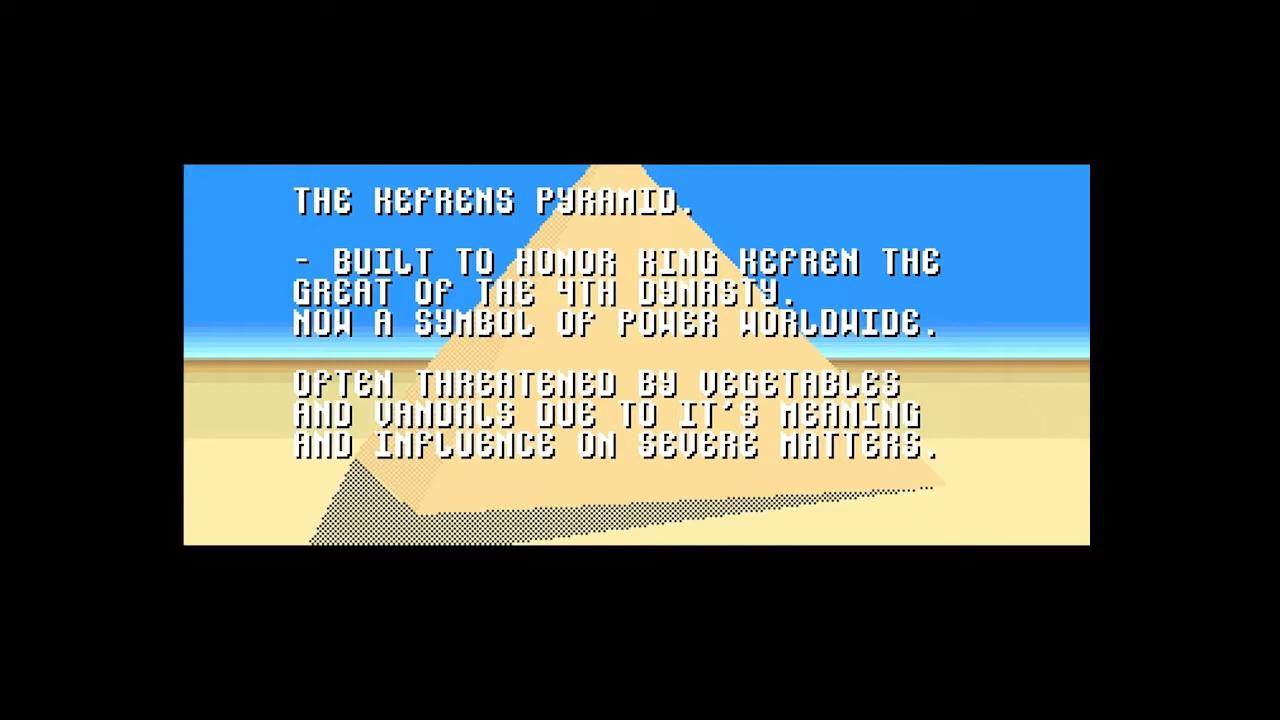 THE KEFRENS PYRAMID.
- BUILT TO HONOR KING KEFREN THE
GREAT OF THE 4TH DYNASTY.
NOW A SYMBOL OF POWER WORLDWIDE.
OFTEN THREATENED BY VEGETABLES
AND VANDALS DUE TO IT'S MEANING
AND INFLUENCE ON SEVERE MATTERS.